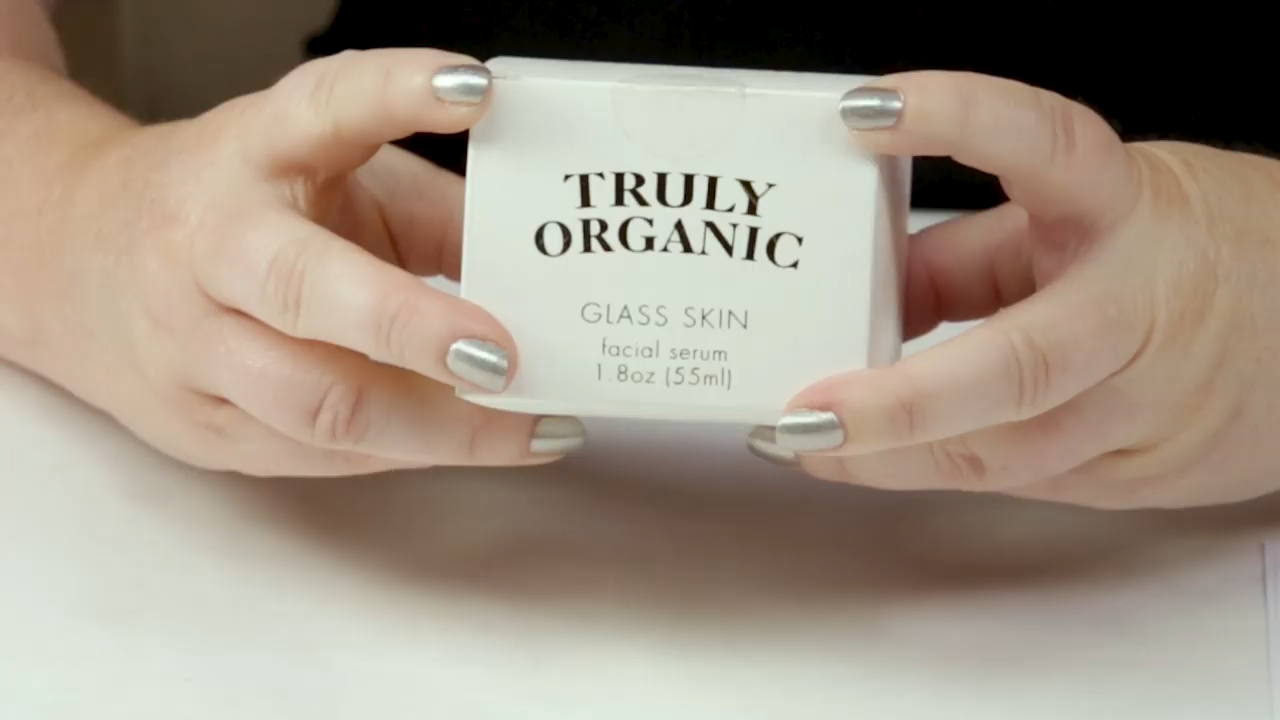 TRULY
ORGANIC
GLASS SKIN
facial serum
1.8oz (55ml)